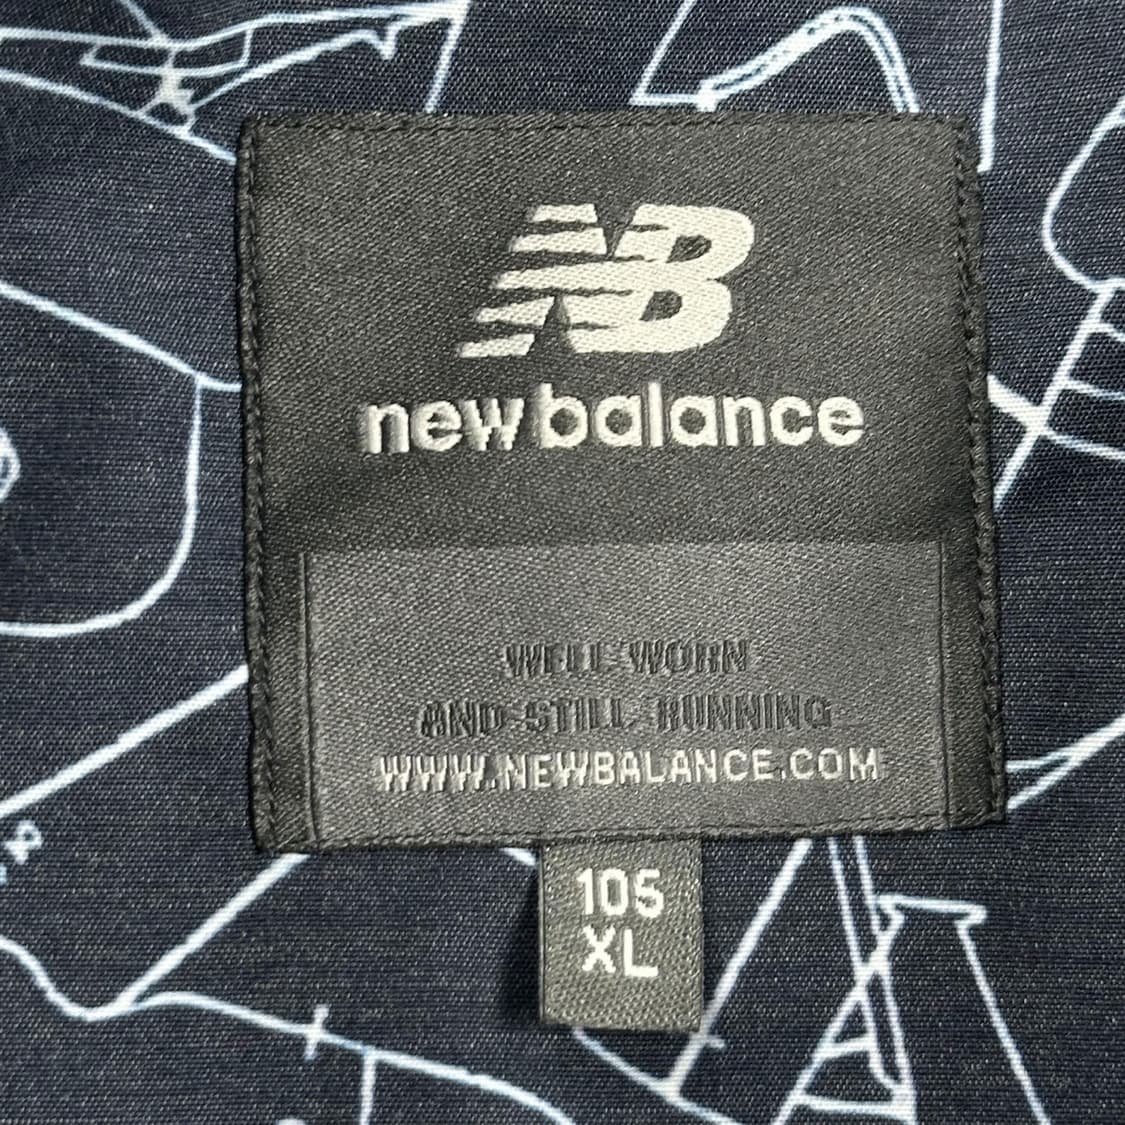 NB
new balance
WELL WORN
AND STILL RUNNING
WWW.NEWBALANCE.COM
105
XL